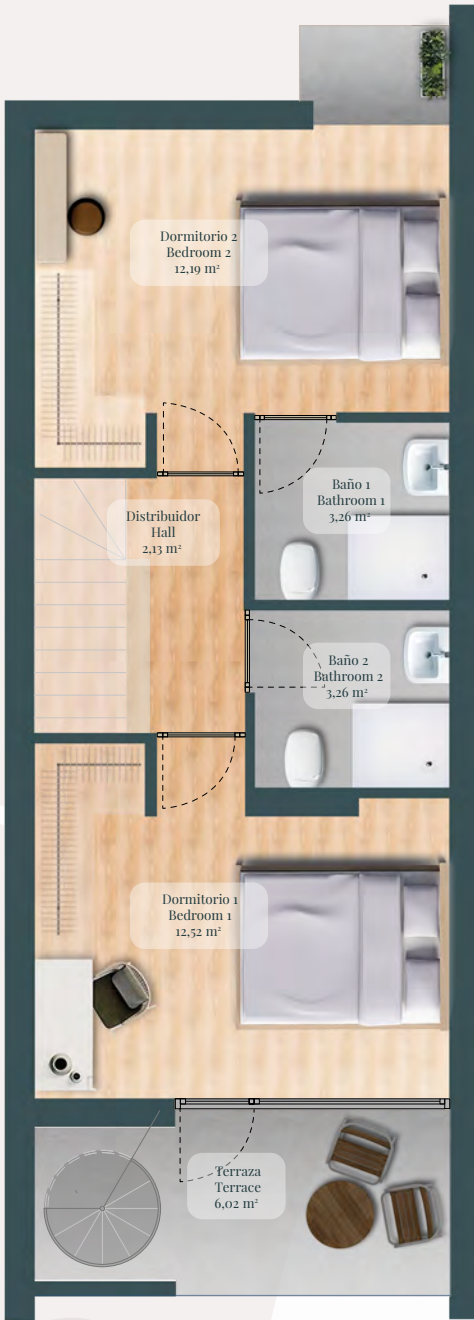 Dormitorio 2
Bedroom 2
12,19 m²
Baño 1
Bathroom 1
3,26 m²
Distribuidor
Hall
2,13 m²
Baño 2
Bathroom 2
3,26 m²
Dormitorio 1
Bedroom 1
12,52 m²
Terraza
Terrace
6,02 m²